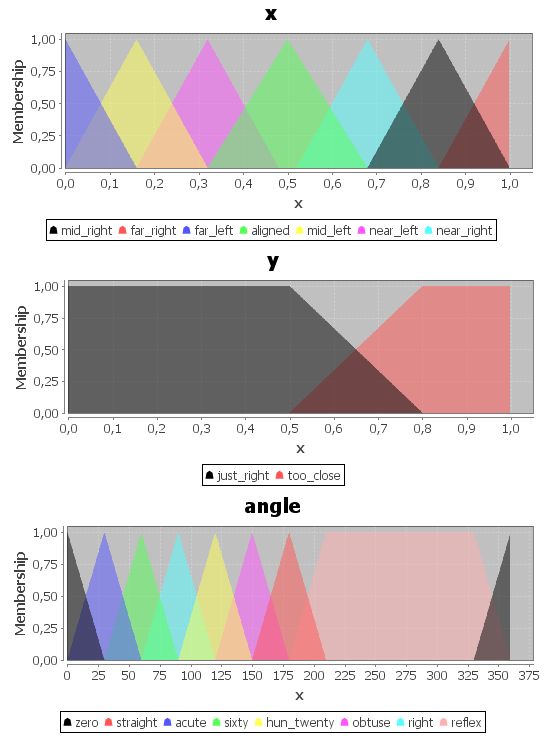 x
1,00
0,75
0,50
0,25
0,00
Membership
0,0 0,1 0,2 0,3 0,4 0,5 0,6 0,7 0,8 0,9 1,0
x
mid_right far_right far_left aligned mid_left near_left near_right
y
1,00
0,75
0,50
0,25
0,00
Membership
0,0 0,1 0,2 0,3 0,4 0,5 0,6 0,7 0,8 0,9 1,0
x
just_right too_close
angle
1,00
0,75
0,50
0,25
0,00
Membership
0 25 50 75 100 125 150 175 200 225 250 275 300 325 350 375
x
zero straight acute sixty hun_twenty obtuse right reflex